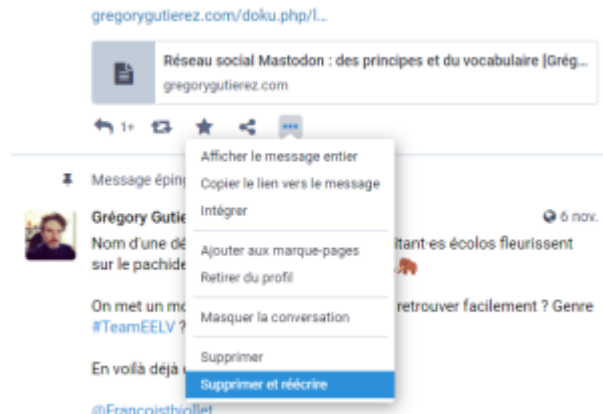 gregorygutierez.com/doku.php/l...
Réseau social Mastodon : des principes et du vocabulaire [Grég...
gregorygutierez.com
1+
Afficher le message entier
Copier le lien vers le message
Intégrer
Ajouter aux marque-pages
Retirer du profil
Masquer la conversation
Supprimer
Supprimer et réécrire
Message éping
Grégory Gutie
6 nov.
Nom d'une dé
itant·es écolos fleurissent
sur le pachide
On met un mo
retrouver facilement ? Genre
#TeamEELV ?
En voilà déjà
@Francoisthiollet